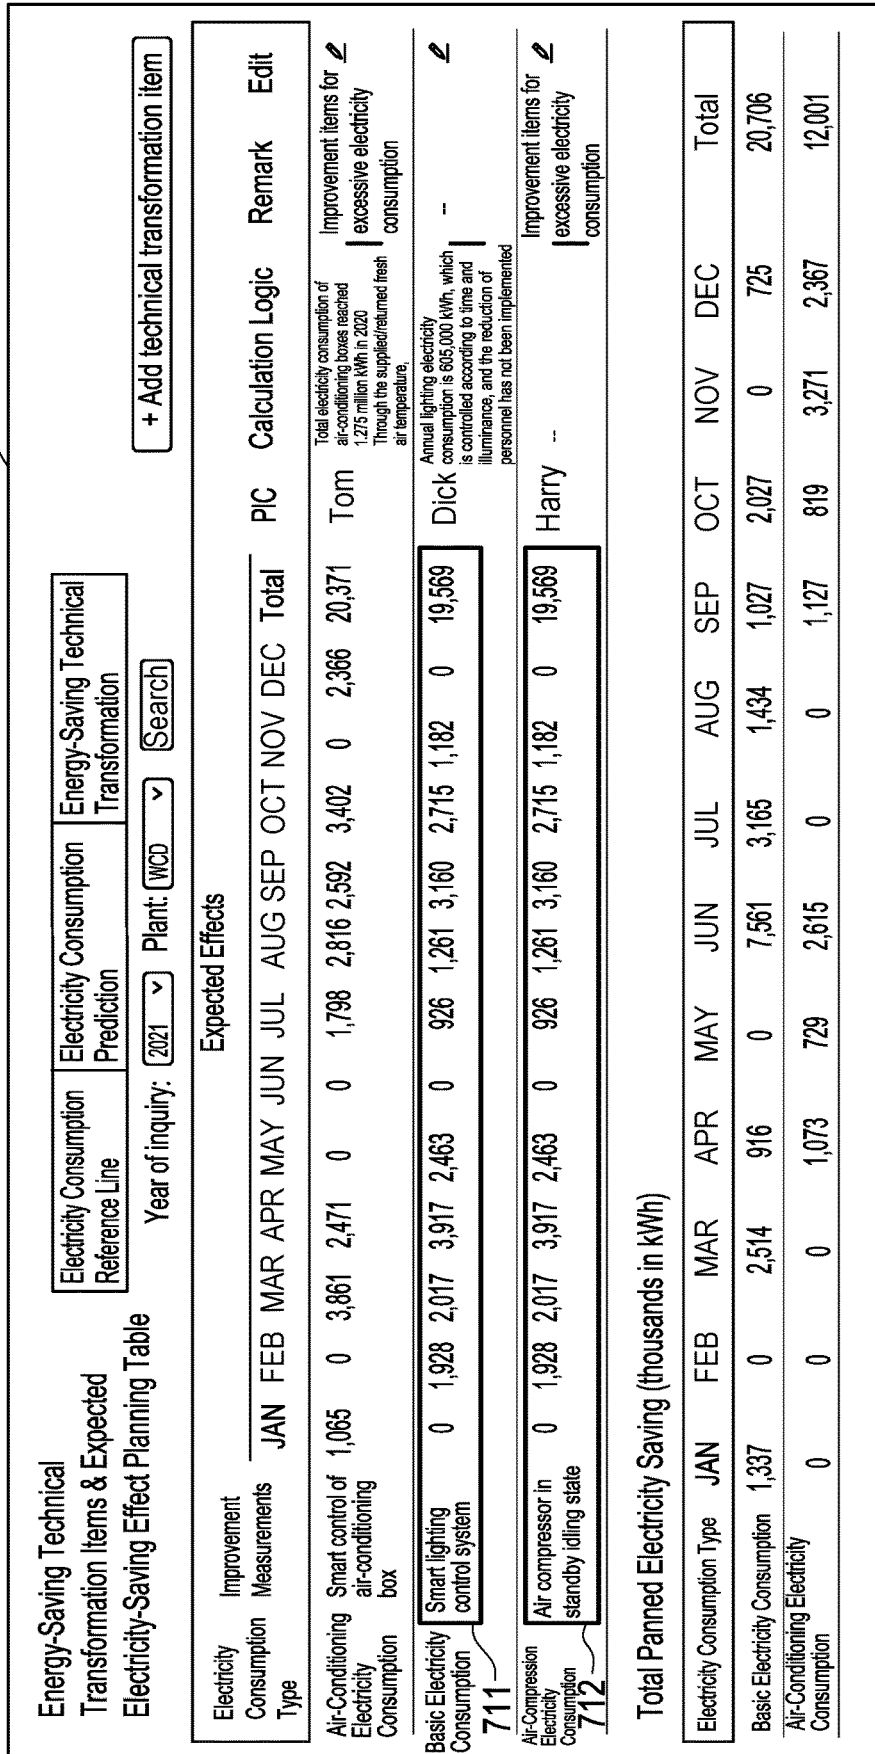 Energy-Saving Technical
Transformation Items & Expected
Electricity-Saving Effect Planning Table
Electricity Consumption
Reference Line
Electricity Consumption
Prediction
Energy-Saving Technical
Transformation
Year of inquiry: 2021 Plant: WCD Search
+ Add technical transformation item
Electricity
Consumption
Type
Improvement
Measurements
Expected Effects
JAN FEB MAR APR MAY JUN JUL AUG SEP OCT NOV DEC Total
PIC Calculation Logic Remark Edit
Air-Conditioning
Electricity
Consumption
Smart control of
air-conditioning
box
1,065 0 3,861 2,471 0 0 1,798 2,816 2,592 3,402 0 2,366 20,371
Tom
Total electricity consumption of
air-conditioning boxes reached
1.275 million kWh in 2020
Through the supplied/returned fresh
air temperature,
Improvement items for
excessive electricity
consumption
Basic Electricity
Consumption
711
Smart lighting
control system
0 1,928 2,017 3,917 2,463 0 926 1,261 3,160 2,715 1,182 0 19,569
Dick
Annual lighting electricity
consumption is 605,000 kWh, which
is controlled according to time and
illuminance, and the reduction of
personnel has not been implemented
--
Air-Compression
Electricity
Consumption
712
Air compressor in
standby idling state
0 1,928 2,017 3,917 2,463 0 926 1,261 3,160 2,715 1,182 0 19,569
Harry --
Improvement items for
excessive electricity
consumption
Total Panned Electricity Saving (thousands in kWh)
Electricity Consumption Type JAN FEB MAR APR MAY JUN JUL AUG SEP OCT NOV DEC Total
Basic Electricity Consumption 1,337 0 2,514 916 0 7,561 3,165 1,434 1,027 2,027 0 725 20,706
Air-Conditioning Electricity
Consumption
0 0 0 1,073 729 2,615 0 0 1,127 819 3,271 2,367 12,001